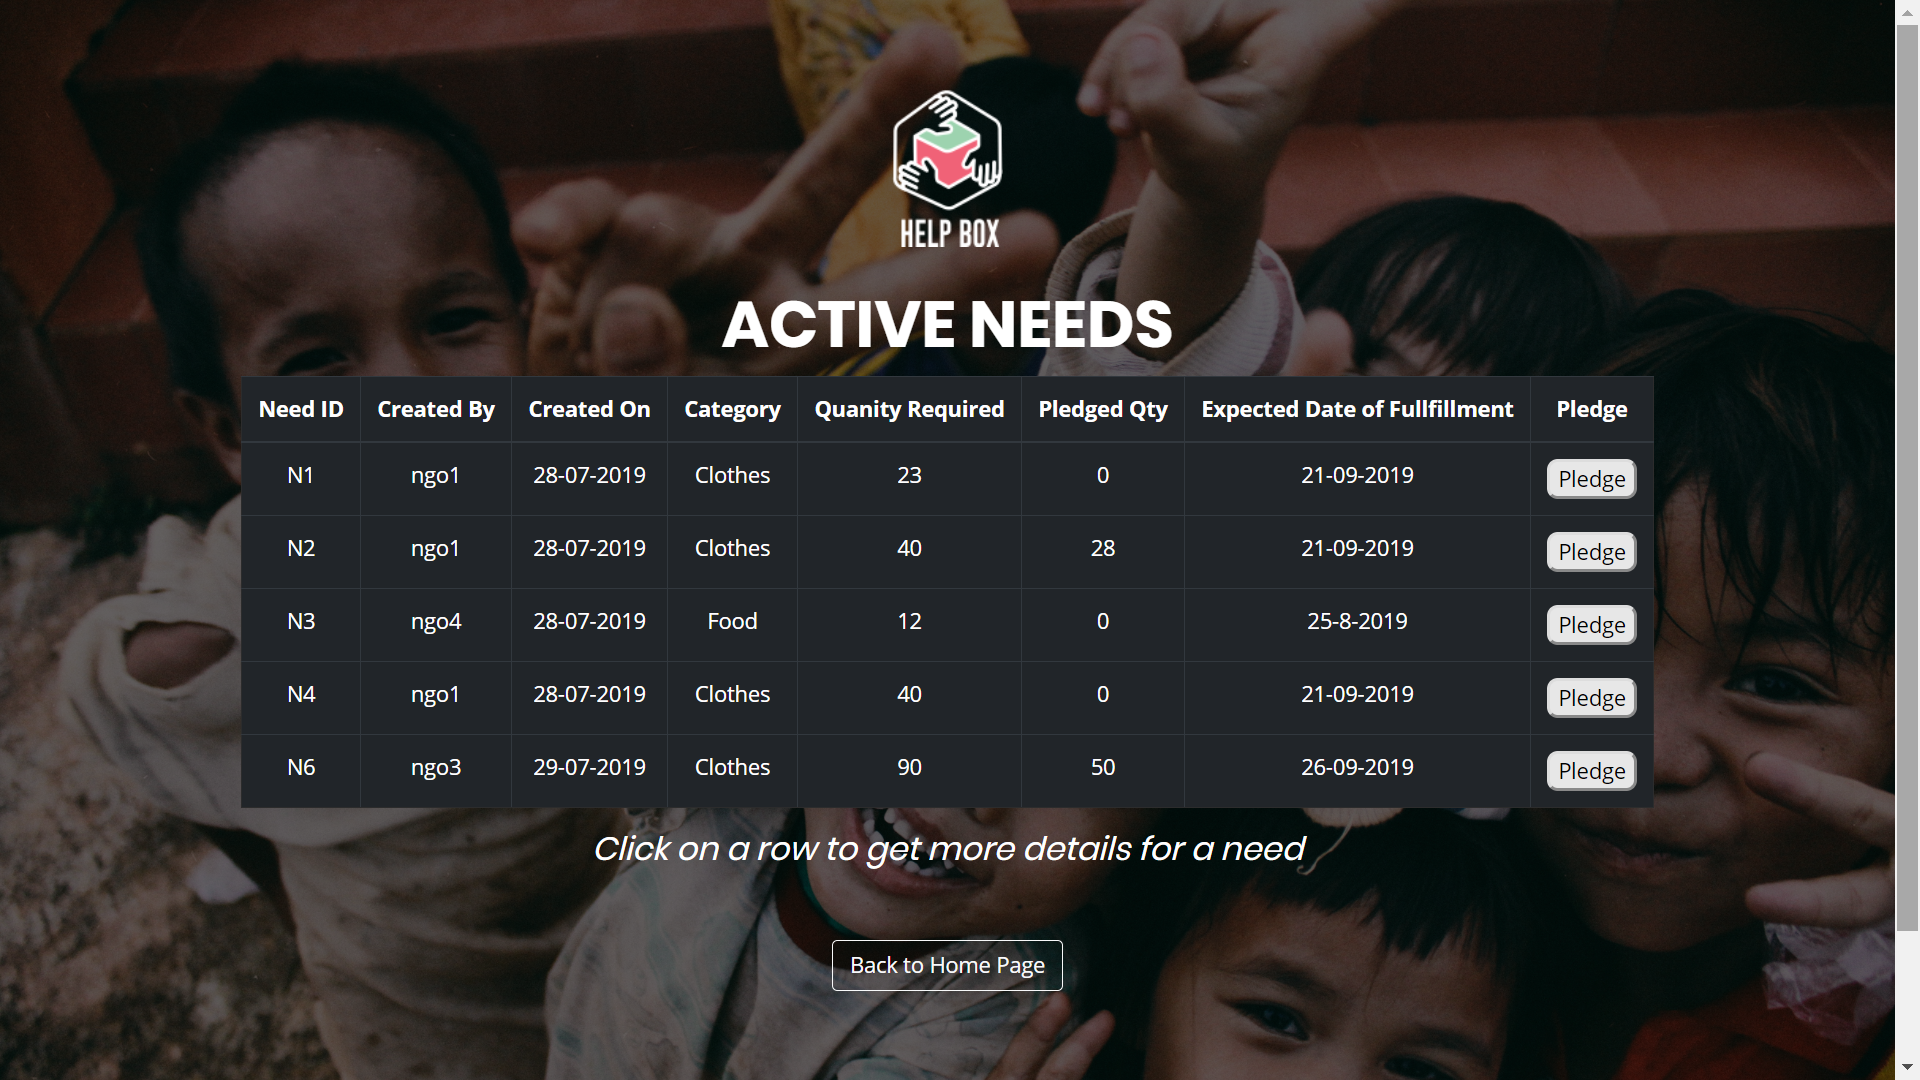 HELP BOX
ACTIVE NEEDS
Need ID Created By Created On Category Quanity Required Pledged Qty Expected Date of Fullfillment Pledge
N1 ngo1 28-07-2019 Clothes 23 0 21-09-2019 Pledge
N2 ngo1 28-07-2019 Clothes 40 28 21-09-2019 Pledge
N3 ngo4 28-07-2019 Food 12 0 25-8-2019 Pledge
N4 ngo1 28-07-2019 Clothes 40 0 21-09-2019 Pledge
N6 ngo3 29-07-2019 Clothes 90 50 26-09-2019 Pledge
Click on a row to get more details for a need
Back to Home Page